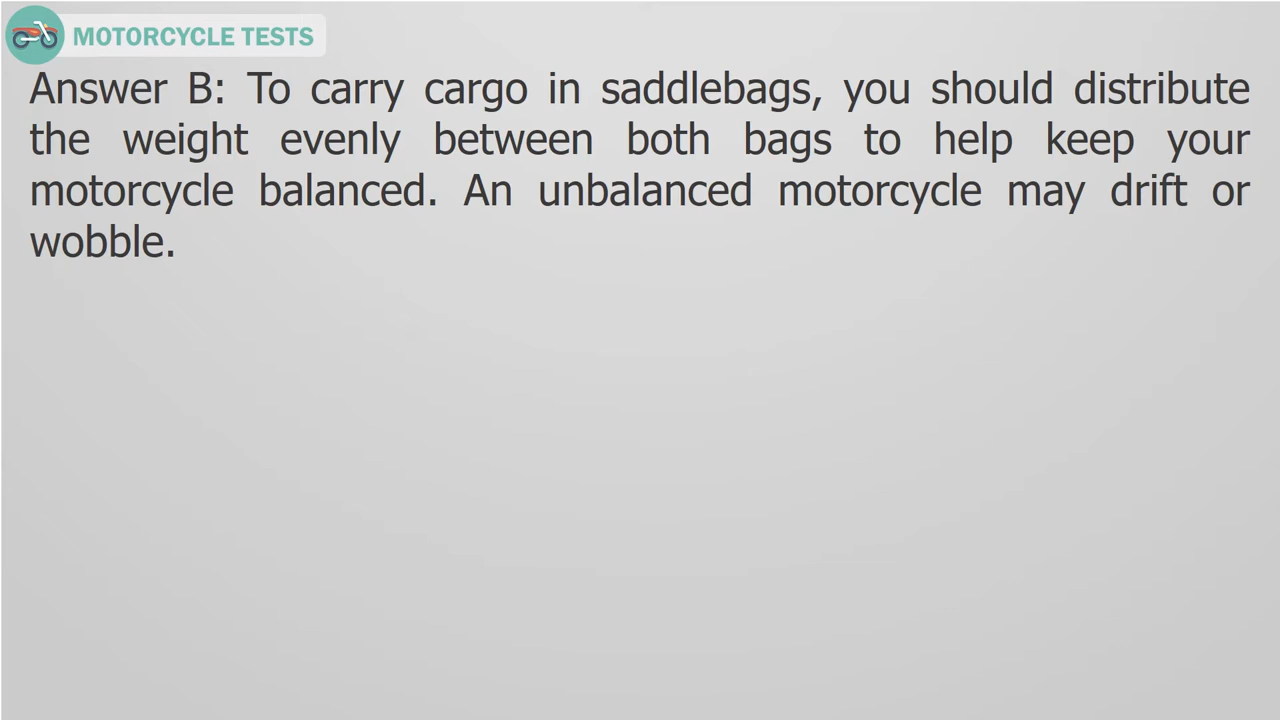 MOTORCYCLE TESTS
Answer B: To carry cargo in saddlebags, you should distribute
the weight evenly between both bags to help keep your
motorcycle balanced. An unbalanced motorcycle may drift or
wobble.